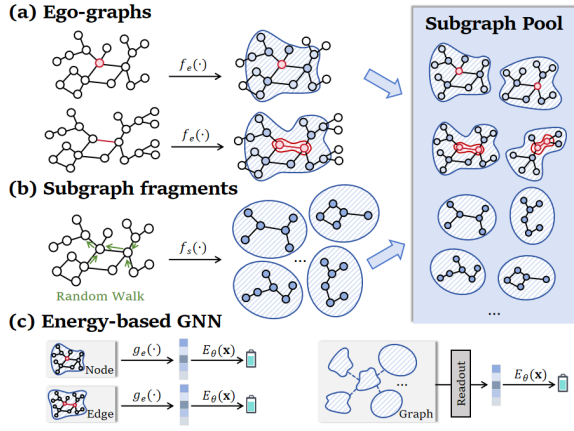 (a) Ego-graphs
Subgraph Pool
f_e(·)
f_e(·)
(b) Subgraph fragments
f_s(·)
...
Random Walk
...
(c) Energy-based GNN
Node
g_e(·)
E_θ(x)
Edge
g_e(·)
E_θ(x)
...
Graph
Readout
E_θ(x)